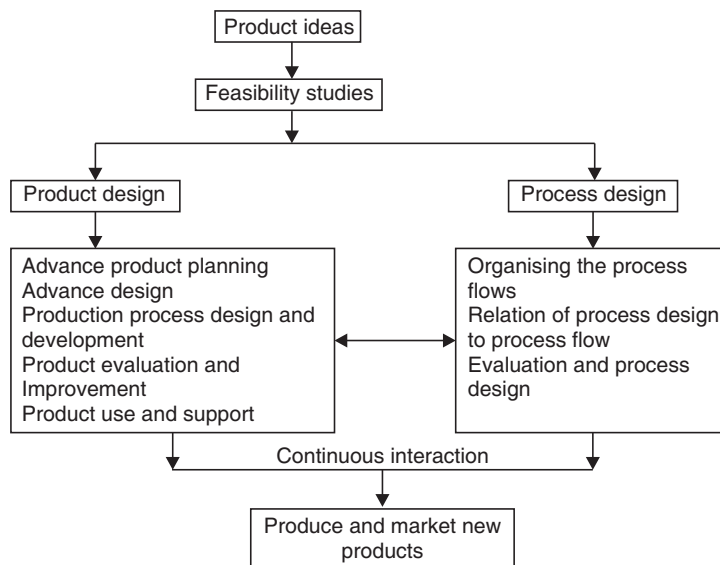 Product ideas
Feasibility studies
Product design
Process design
Advance product planning
Advance design
Production process design and
development
Product evaluation and
Improvement
Product use and support
Organising the process
flows
Relation of process design
to process flow
Evaluation and process
design
Continuous interaction
Produce and market new
products